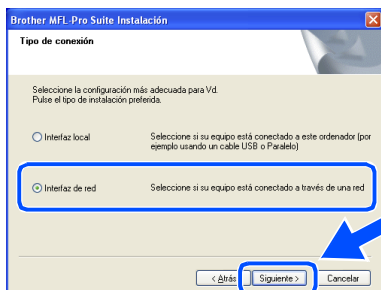 Brother MFL-Pro Suite Instalación
Tipo de conexión
Seleccione la configuración más adecuada para Vd.
Pulse el tipo de instalación preferida.
Interfaz local
Seleccione si su equipo está conectado a este ordenador (por
ejemplo usando un cable USB o Paralelo)
Interfaz de red
Seleccione si su equipo está conectado a través de una red
< Atrás
Siguiente >
Cancelar